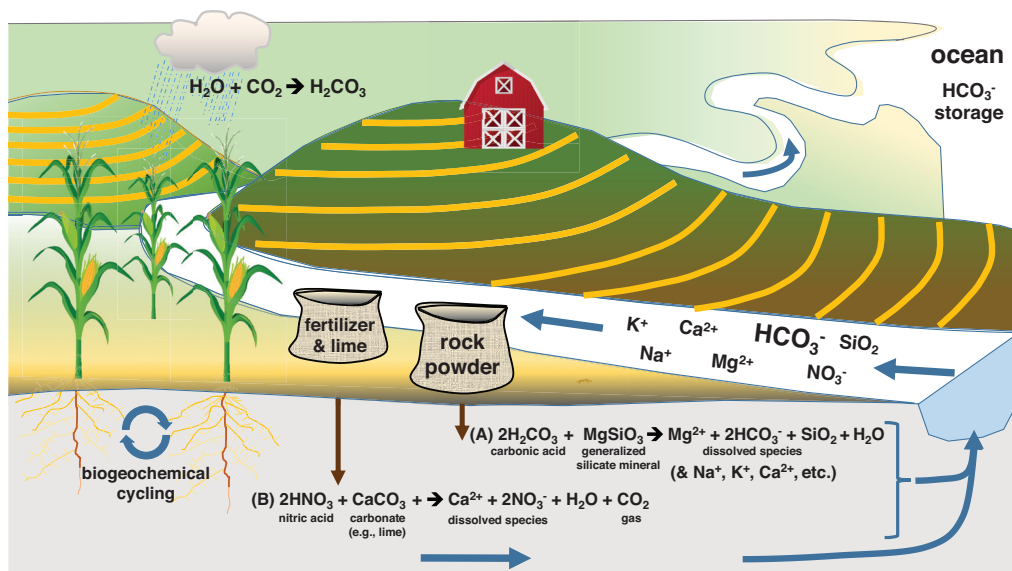 ocean
HCO₃⁻
storage
H₂O + CO₂ ➔ H₂CO₃
fertilizer
& lime
rock
powder
K⁺ Ca²⁺ HCO₃⁻ SiO₂
Na⁺ Mg²⁺ NO₃⁻
biogeochemical
cycling
(A) 2H₂CO₃ + MgSiO₃ ➔ Mg²⁺ + 2HCO₃⁻ + SiO₂ + H₂O
carbonic acid generalized silicate mineral dissolved species
(& Na⁺, K⁺, Ca²⁺, etc.)
(B) 2HNO₃ + CaCO₃ + ➔ Ca²⁺ + 2NO₃⁻ + H₂O + CO₂
nitric acid carbonate dissolved species gas
(e.g., lime)